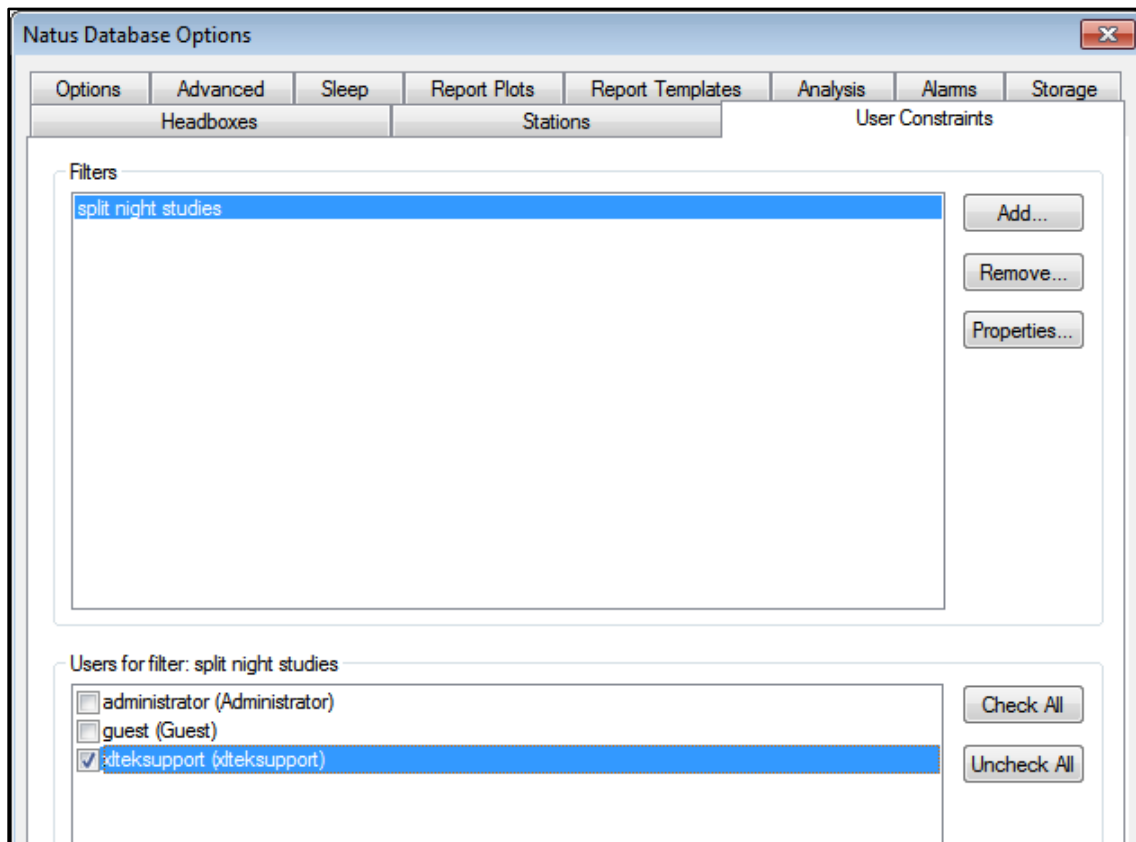 Natus Database Options
Options Advanced Sleep Report Plots Report Templates Analysis Alarms Storage
Headboxes Stations User Constraints
Filters
split night studies
Add...
Remove...
Properties...
Users for filter: split night studies
administrator (Administrator)
Check All
guest (Guest)
xlteksupport (xlteksupport)
Uncheck All